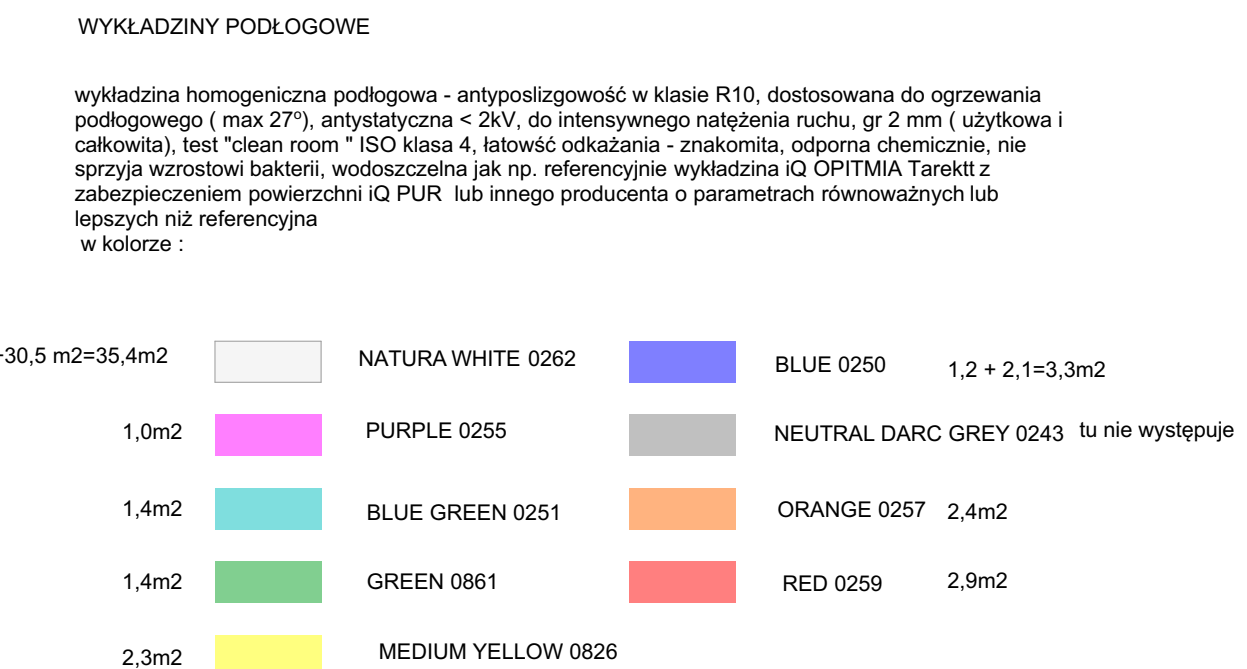 WYKŁADZINY PODŁOGOWE
wykładzina homogeniczna podłogowa - antyposlizgowość w klasie R10, dostosowana do ogrzewania
podłogowego ( max 27°), antystatyczna < 2kV, do intensywnego natężenia ruchu, gr 2 mm ( użytkowa i
całkowita), test "clean room " ISO klasa 4, łatowść odkażania - znakomita, odporna chemicznie, nie
sprzyja wzrostowi bakterii, wodoszczelna jak np. referencyjnie wykładzina iQ OPITMIA Tarektt z
zabezpieczeniem powierzchni iQ PUR lub innego producenta o parametrach równoważnych lub
lepszych niż referencyjna
w kolorze :
+30,5 m2=35,4m2 NATURA WHITE 0262 BLUE 0250 1,2 + 2,1=3,3m2
1,0m2 PURPLE 0255 NEUTRAL DARC GREY 0243 tu nie występuje
1,4m2 BLUE GREEN 0251 ORANGE 0257 2,4m2
1,4m2 GREEN 0861 RED 0259 2,9m2
2,3m2 MEDIUM YELLOW 0826